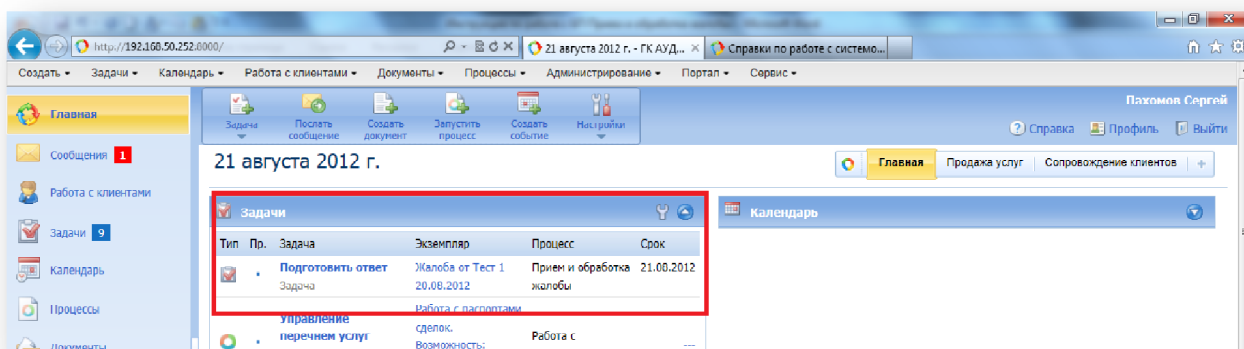 http://192.168.50.252:8000/
21 августа 2012 г. - ГК АУД...
Справки по работе с системо...
Создать Задачи Календарь Работа с клиентами Документы Процессы Администрирование Портал Сервис
Пахомов Сергей
Главная
Задача
Послать сообщение
Создать документ
Запустить процесс
Создать событие
Настройки
Справка Профиль Выйти
Сообщения 1
21 августа 2012 г.
Главная Продажа услуг Сопровождение клиентов +
Работа с клиентами
Задачи
Календарь
Задачи 9
Тип Пр. Задача Экземпляр Процесс Срок
Календарь
Подготовить ответ Жалоба от Тест 1 Прием и обработка 21.08.2012
Задача 20.08.2012 жалобы
Процессы
Управление Работа с паспортами
перечнем услуг сделок. Работа с
Возможность: ---
Документы